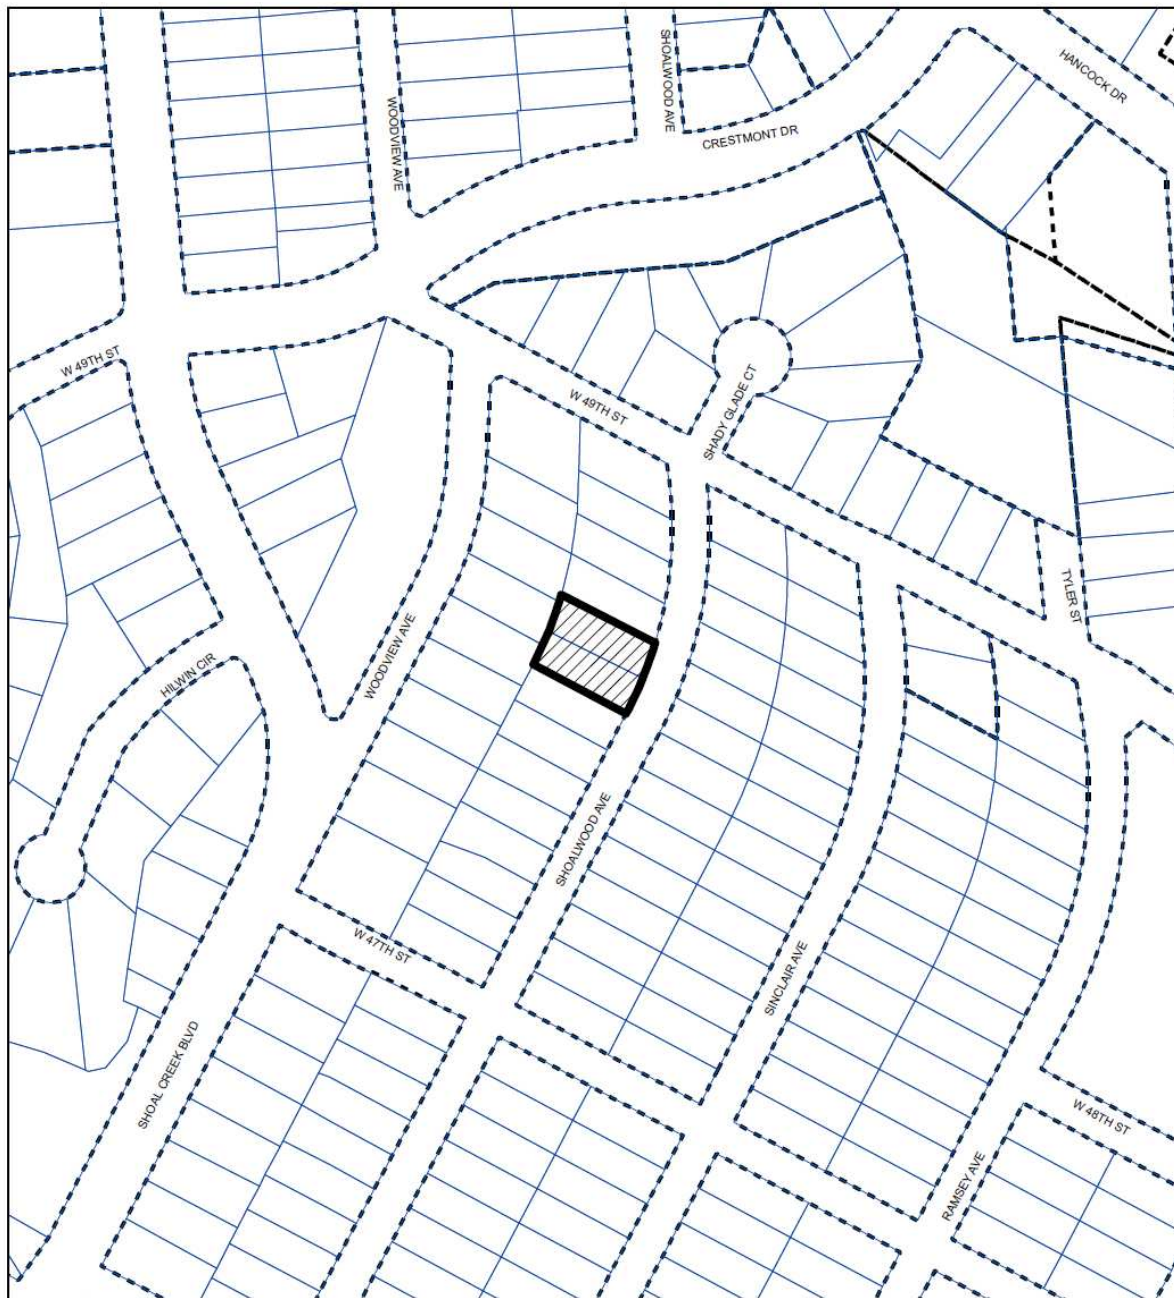 HANCOCK DR
SHOALWOOD AVE
WOODVIEW AVE
CRESTMONT DR
W 49TH ST
W 49TH ST
SHADY GLADE CT
TYLER ST
WOODVIEW AVE
HILWIN CIR
SHOALWOOD AVE
W 47TH ST
SINCLAIR AVE
SHOAL CREEK BLVD
W 48TH ST
RAMSEY AVE